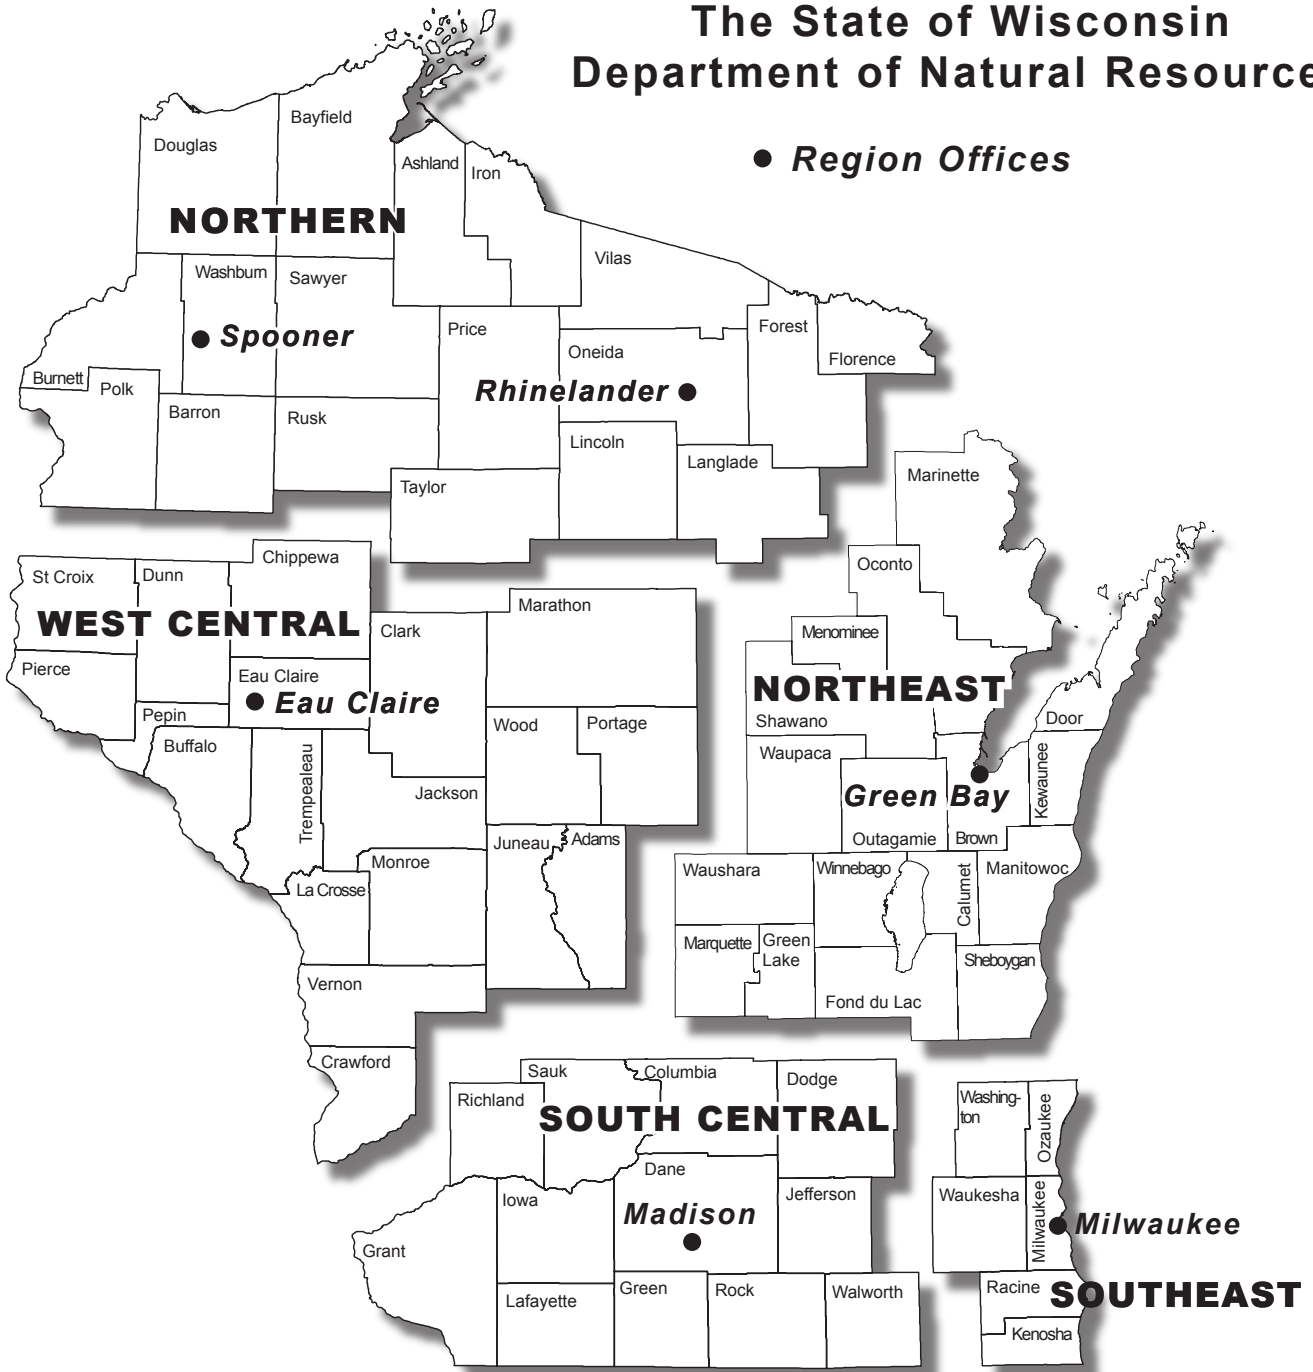 The State of Wisconsin
Department of Natural Resource
Region Offices
Douglas
Bayfield
Ashland
Iron
NORTHERN
Vilas
Washburn
Sawyer
Spooner
Price
Forest
Oneida
Florence
Burnett
Polk
Rhinelander
Barron
Rusk
Lincoln
Langlade
Taylor
Marinette
Chippewa
St Croix
Dunn
WEST CENTRAL
Clark
Marathon
Pierce
Eau Claire
Eau Claire
Pepin
Buffalo
Wood
Portage
Trempealeau
Jackson
Juneau
Adams
Monroe
La Crosse
Vernon
Crawford
Oconto
Menominee
NORTHEAST
Shawano
Door
Waupaca
Kewaunee
Green Bay
Outagamie
Brown
Waushara
Winnebago
Calumet
Manitowoc
Marquette
Green
Lake
Sheboygan
Fond du Lac
Sauk
Columbia
Dodge
Richland
SOUTH CENTRAL
Dane
Iowa
Jefferson
Madison
Grant
Lafayette
Green
Rock
Walworth
Washing-
ton
Ozaukee
Waukesha
Milwaukee
Milwaukee
Racine
SOUTHEAST
Kenosha